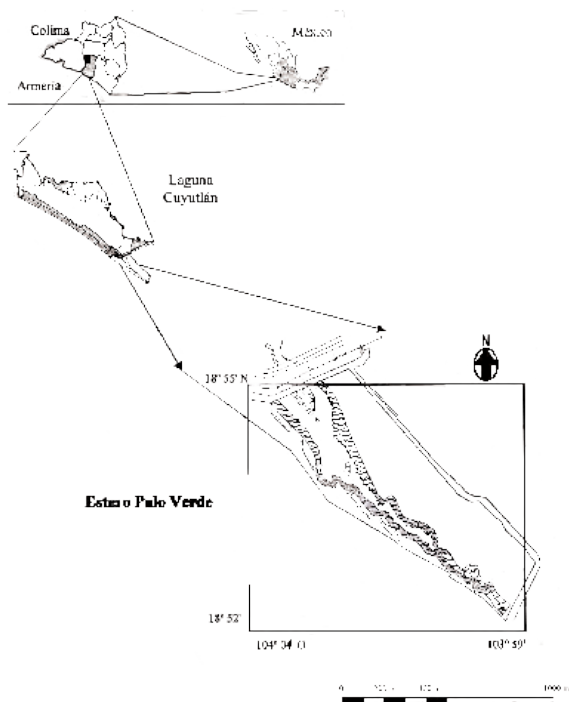 Colima
México
Armería
Laguna
Cuyutlán
N
18° 55' N
Estero Palo Verde
18° 52'
104° 04' O
103° 59'
0
1000 m